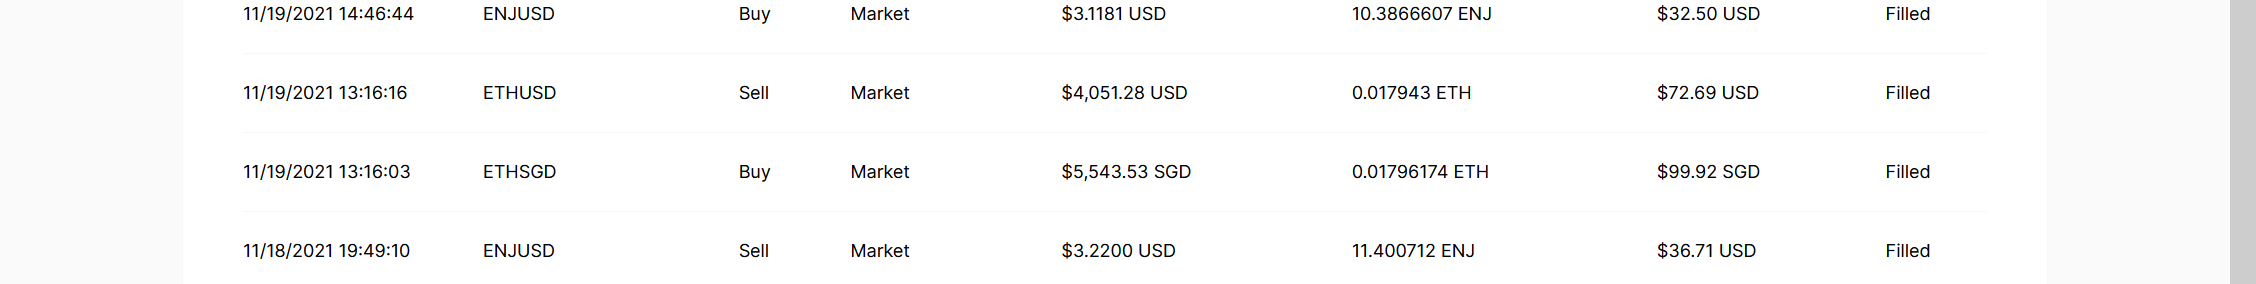 11/19/2021 14:46:44 ENJUSD Buy Market $3.1181 USD 10.3866607 ENJ $32.50 USD Filled
11/19/2021 13:16:16 ETHUSD Sell Market $4,051.28 USD 0.017943 ETH $72.69 USD Filled
11/19/2021 13:16:03 ETHSGD Buy Market $5,543.53 SGD 0.01796174 ETH $99.92 SGD Filled
11/18/2021 19:49:10 ENJUSD Sell Market $3.2200 USD 11.400712 ENJ $36.71 USD Filled